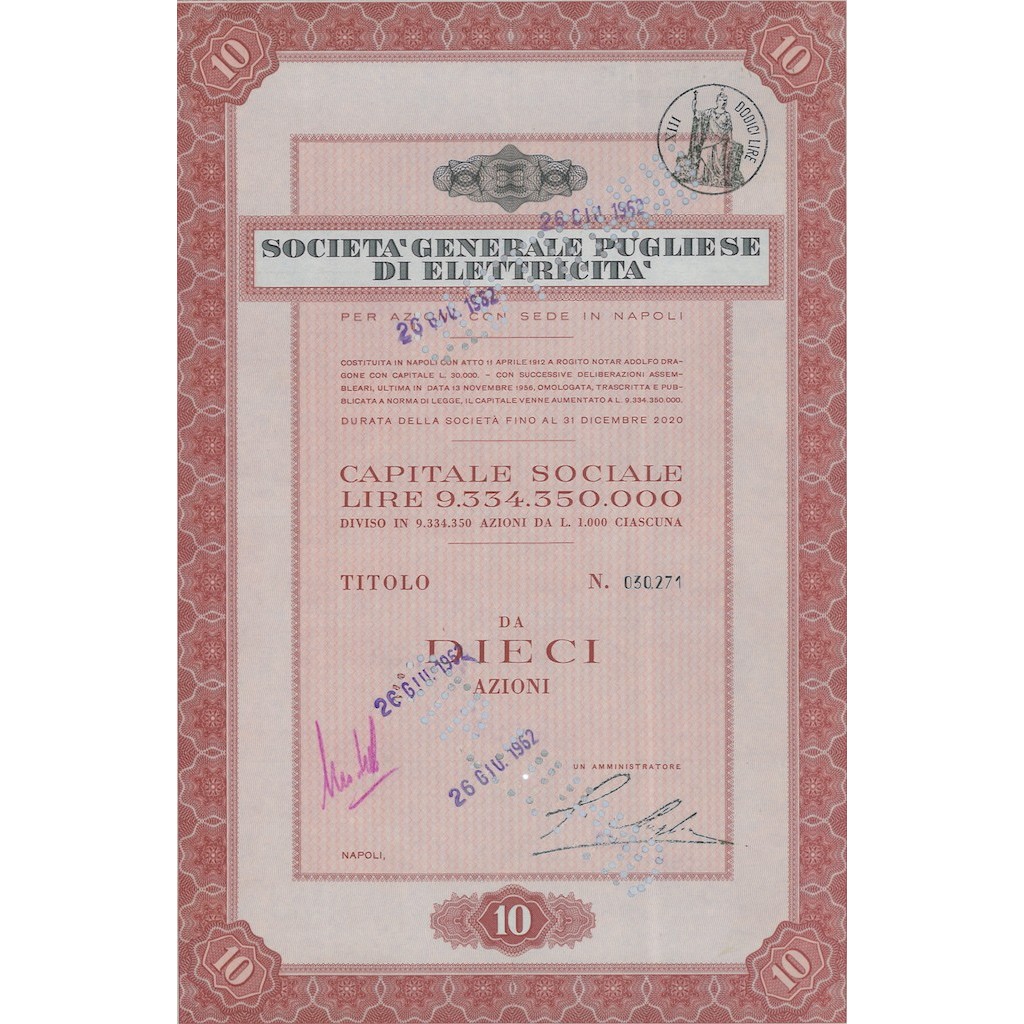 10
10
XIII DODICI LIRE
26 GIU. 1962
SOCIETA' GENERALE PUGLIESE
DI ELETTRICITA'
26 GIU. 1962
PER AZIONI CON SEDE IN NAPOLI
COSTITUITA IN NAPOLI CON ATTO 11 APRILE 1912 A ROGITO NOTAR ADOLFO DRA-
GONE CON CAPITALE L. 30.000. - CON SUCCESSIVE DELIBERAZIONI ASSEM-
BLEARI, ULTIMA IN DATA 13 NOVEMBRE 1956, OMOLOGATA, TRASCRITTA E PUB-
BLICATA A NORMA DI LEGGE, IL CAPITALE VENNE AUMENTATO A L. 9.334.350.000.
DURATA DELLA SOCIETÀ FINO AL 31 DICEMBRE 2020
CAPITALE SOCIALE
LIRE 9.334.350.000
DIVISO IN 9.334.350 AZIONI DA L. 1.000 CIASCUNA
TITOLO N. 030.271
DA
DIECI
AZIONI
26 GIU. 1962
26 GIU. 1962
UN AMMINISTRATORE
NAPOLI,
10
10
10